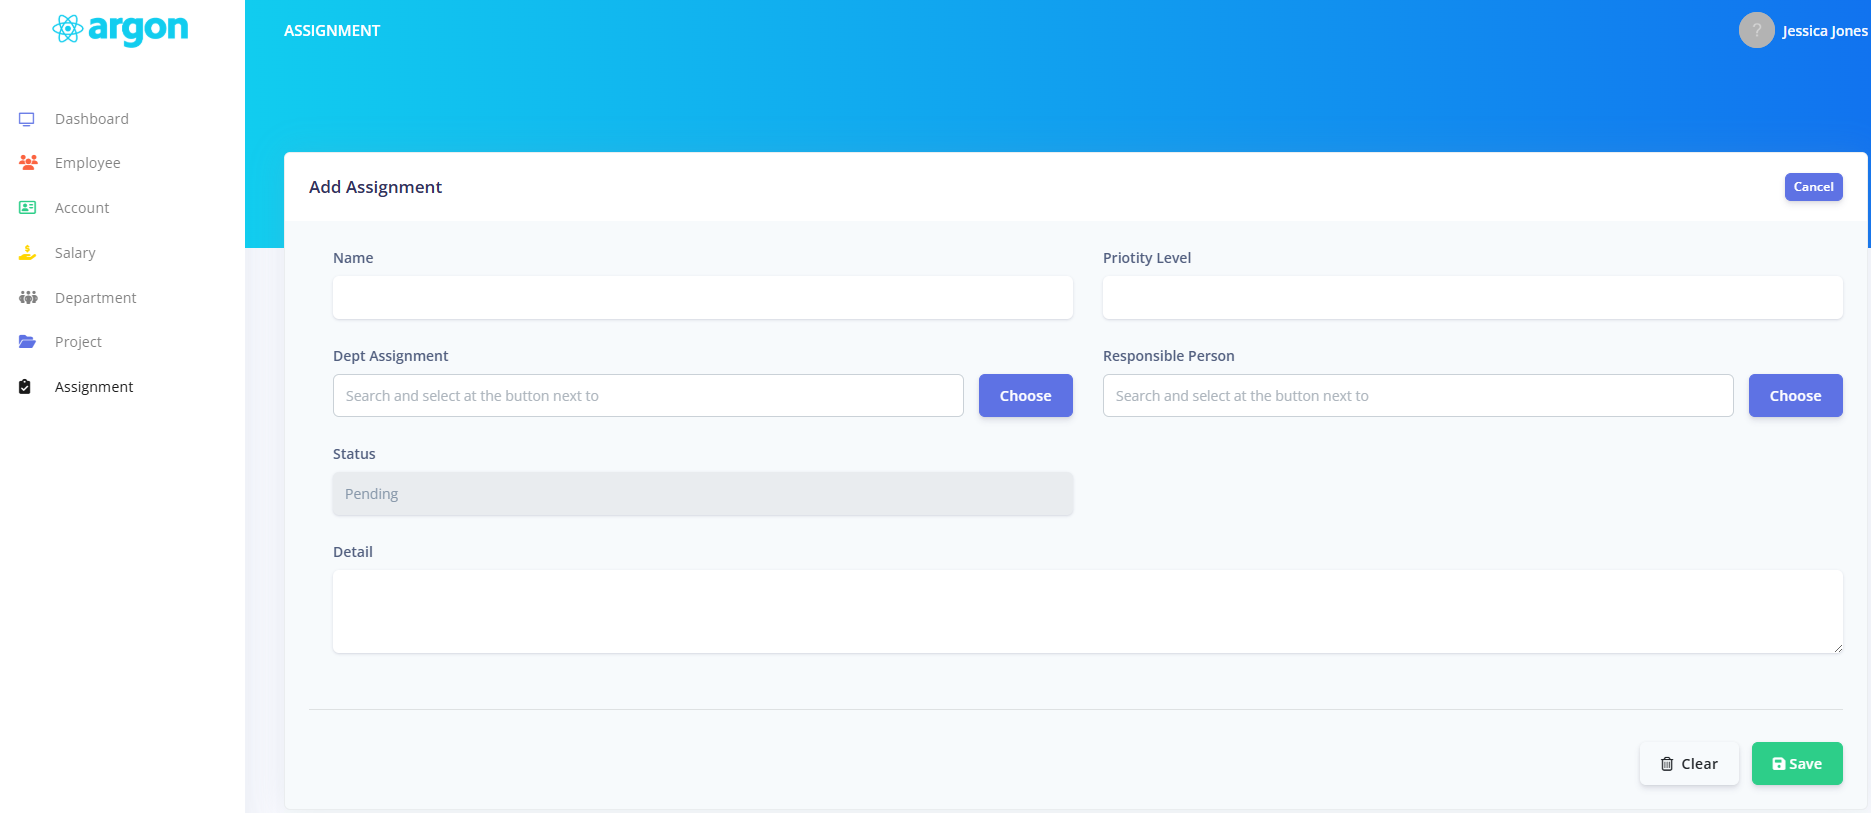 argon
ASSIGNMENT
? Jessica Jones
Dashboard
Employee
Account
Salary
Department
Project
Assignment
Add Assignment
Cancel
Name
Priotity Level
Dept Assignment
Responsible Person
Search and select at the button next to
Choose
Search and select at the button next to
Choose
Status
Pending
Detail
Clear
Save